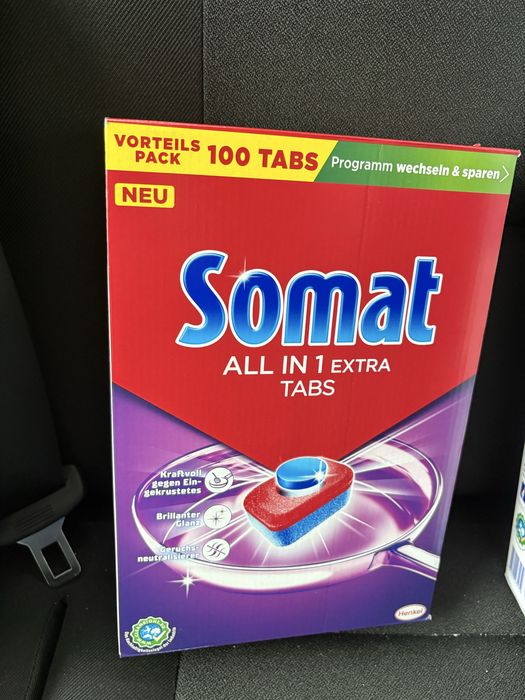 VORTEILS
PACK
100 TABS
Programm wechseln & sparen
NEU
Somat
ALL IN 1 EXTRA
TABS
Kraftvoll
gegen Ein-
gekrustetes
Brillanter
Glanz
Geruchs-
neutralisierer
Henkel